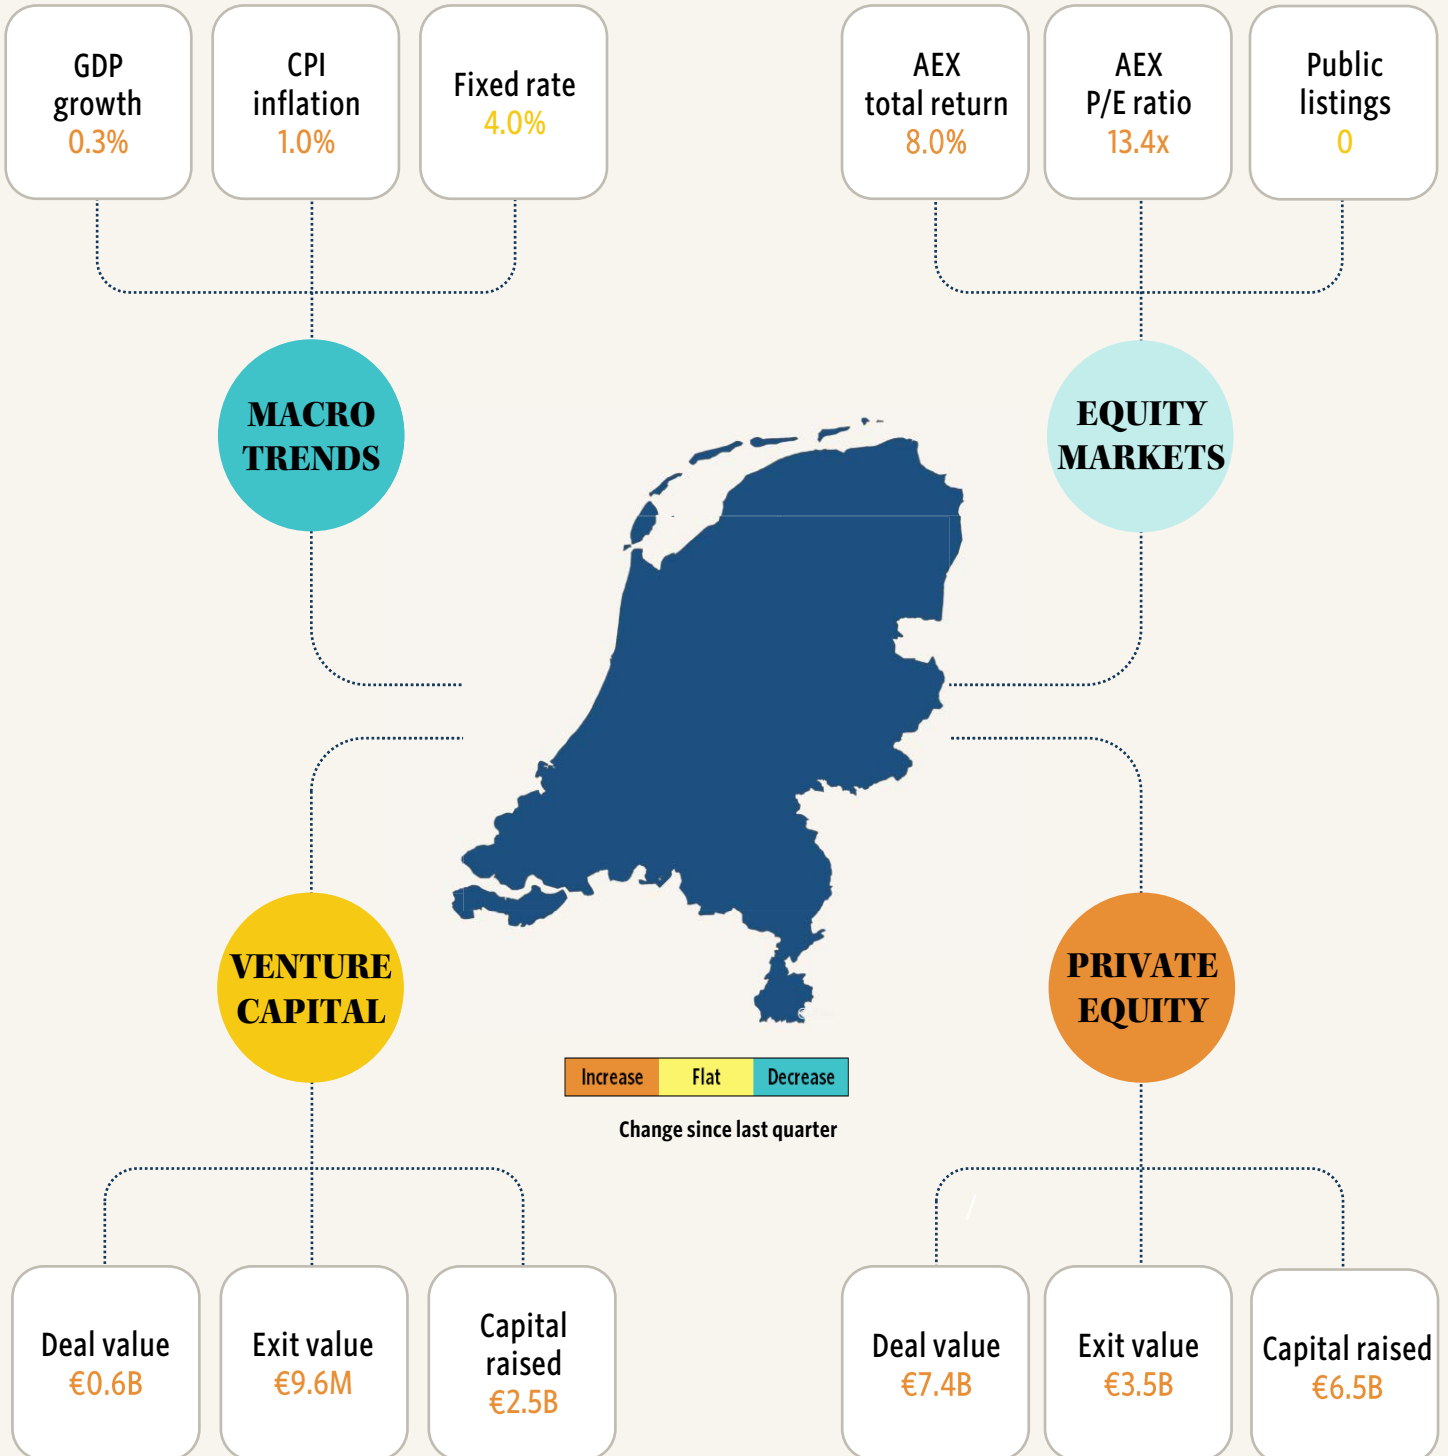 GDP
growth
0.3%
CPI
inflation
1.0%
Fixed rate
4.0%
AEX
total return
8.0%
AEX
P/E ratio
13.4x
Public
listings
0
MACRO
TRENDS
EQUITY
MARKETS
VENTURE
CAPITAL
PRIVATE
EQUITY
Increase
Flat
Decrease
Change since last quarter
/
Deal value
€0.6B
Exit value
€9.6M
Capital
raised
€2.5B
Deal value
€7.4B
Exit value
€3.5B
Capital raised
€6.5B